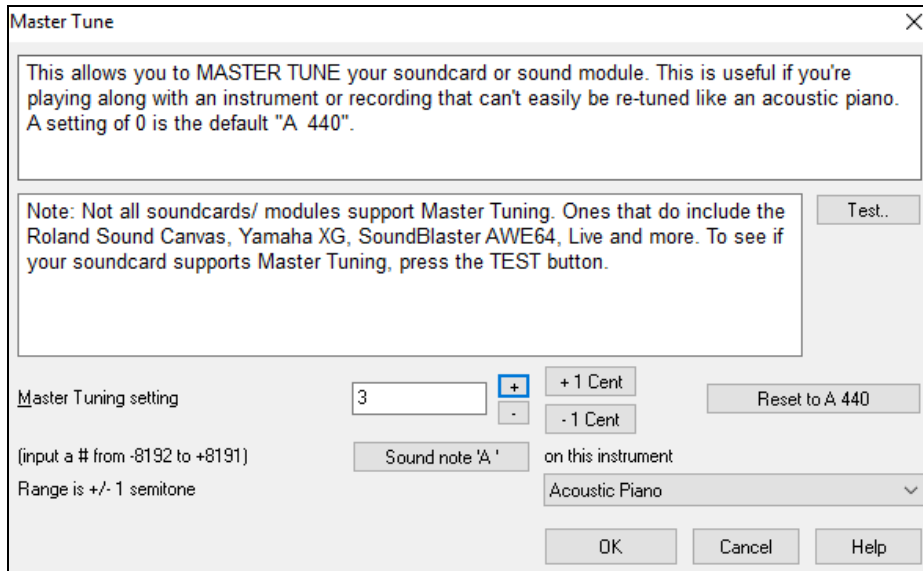 Master Tune
This allows you to MASTER TUNE your soundcard or sound module. This is useful if you're
playing along with an instrument or recording that can't easily be re-tuned like an acoustic piano.
A setting of 0 is the default "A 440".
Note: Not all soundcards/ modules support Master Tuning. Ones that do include the
Roland Sound Canvas, Yamaha XG, SoundBlaster AWE64, Live and more. To see if
your soundcard supports Master Tuning, press the TEST button.
Test..
Master Tuning setting
3
+
-
+ 1 Cent
- 1 Cent
Reset to A 440
(input a # from -8192 to +8191)
Sound note 'A '
on this instrument
Range is +/- 1 semitone
Acoustic Piano
OK
Cancel
Help